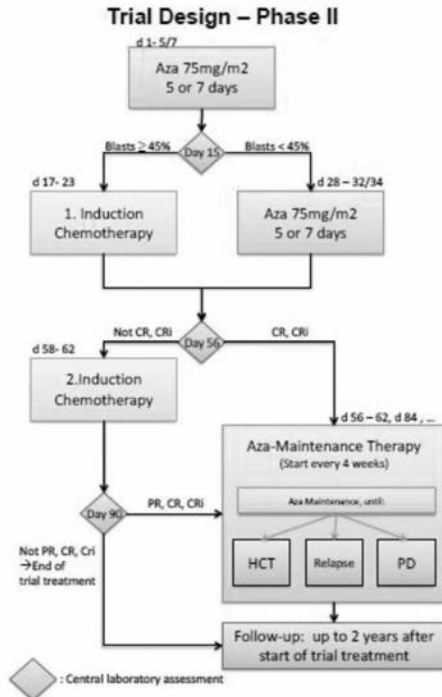 Trial Design – Phase II
d 1- 5/7
Aza 75mg/m2
5 or 7 days
Day 15
Blasts ≥ 45%
Blasts < 45%
d 17- 23
d 28 – 32/34
1. Induction
Chemotherapy
Aza 75mg/m2
5 or 7 days
Day 56
Not CR, CRi
CR, CRi
d 58- 62
2.Induction
Chemotherapy
d 56 – 62, d 84 , ...
Aza-Maintenance Therapy
(Start every 4 weeks)
Aza Maintenance, until:
HCT
Relapse
PD
Day 90
PR, CR, CRi
Not PR, CR, Cri
→End of
trial treatment
Follow-up: up to 2 years after
start of trial treatment
: Central laboratory assessment